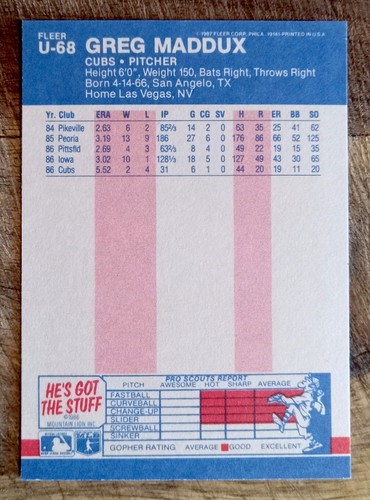 FLEER
U-68 GREG MADDUX
©1987 FLEER CORP. PHILA. 19141 PRINTED IN U.S.A.
CUBS • PITCHER
Height 6'0", Weight 150, Bats Right, Throws Right
Born 4-14-66, San Angelo, TX
Home Las Vegas, NV
Yr. Club ERA W L IP G CG SV H R ER BB SO
84 Pikeville 2.63 6 2 85⅔ 14 2 0 63 35 25 41 62
85 Peoria 3.19 13 9 186 27 6 0 176 86 66 52 125
86 Pittsfld 2.69 4 3 63⅔ 8 4 0 49 22 19 15 35
86 Iowa 3.02 10 1 128⅓ 18 5 0 127 49 43 30 65
86 Cubs 5.52 2 4 31 6 1 0 44 20 19 11 20
PRO SCOUTS REPORT
HE'S GOT
THE STUFF
©1986
MOUNTAIN LION, INC.
PITCH AWESOME HOT SHARP AVERAGE
FASTBALL
CURVEBALL
CHANGE-UP
SLIDER
SCREWBALL
SINKER
GOPHER RATING AVERAGE GOOD EXCELLENT